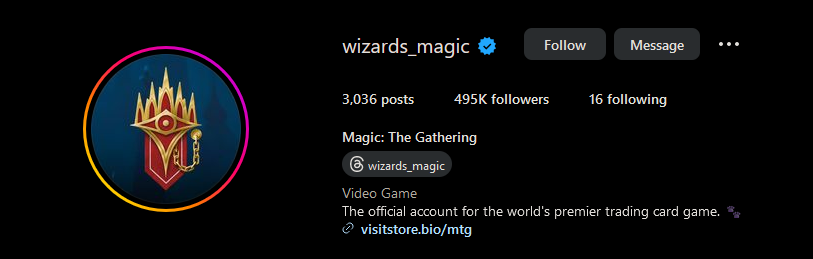 wizards_magic
Follow
Message
3,036 posts
495K followers
16 following
Magic: The Gathering
wizards_magic
Video Game
The official account for the world's premier trading card game. 🐾
visitstore.bio/mtg